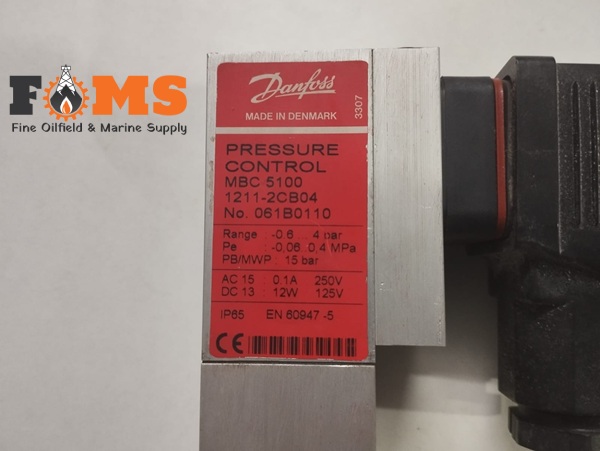 FOMS
Fine Oilfield & Marine Supply
Danfoss
MADE IN DENMARK
3307
PRESSURE
CONTROL
MBC 5100
1211-2CB04
No. 061B0110
Range : -0.6 ... 4 bar
Pe : -0,06..0,4 MPa
PB/MWP : 15 bar
AC 15 : 0.1A 250V
DC 13 : 12W 125V
IP65 EN 60947 -5
CE